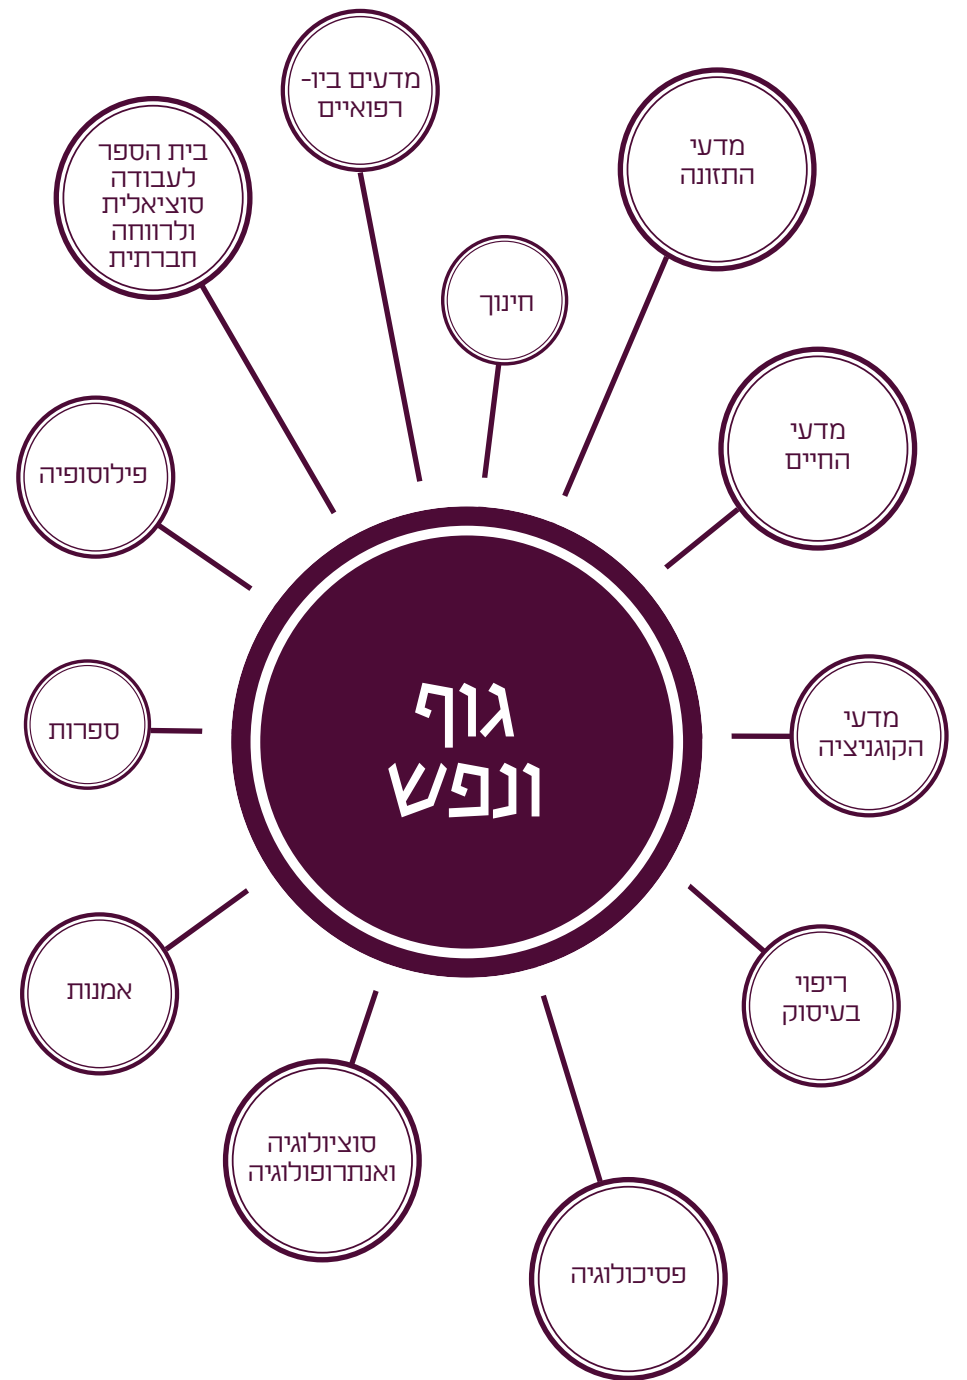 מדעים ביו-
רפואיים
מדעי
התזונה
בית הספר
לעבודה
סוציאלית
ולרווחה
חברתית
חינוך
מדעי
החיים
פילוסופיה
גוף
ונפש
מדעי
הקוגניציה
ספרות
ריפוי
בעיסוק
אמנות
סוציולוגיה
ואנתרופולוגיה
פסיכולוגיה